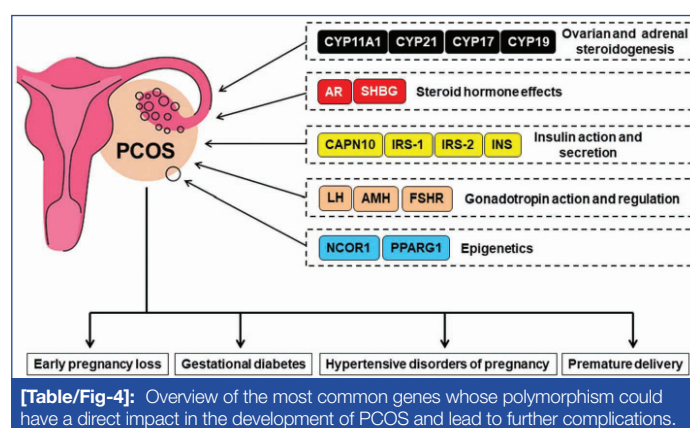 CYP11A1 CYP21 CYP17 CYP19 Ovarian and adrenal
steroidogenesis
AR SHBG Steroid hormone effects
PCOS
CAPN10 IRS-1 IRS-2 INS Insulin action and
secretion
LH AMH FSHR Gonadotropin action and regulation
NCOR1 PPARG1 Epigenetics
Early pregnancy loss Gestational diabetes Hypertensive disorders of pregnancy Premature delivery
[Table/Fig-4]: Overview of the most common genes whose polymorphism could
have a direct impact in the development of PCOS and lead to further complications.